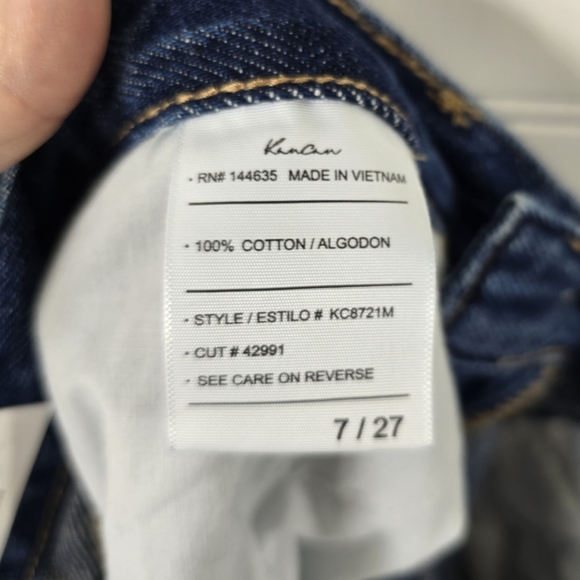 KanCan
· RN# 144635 MADE IN VIETNAM
· 100% COTTON / ALGODON
· STYLE / ESTILO # KC8721M
· CUT # 42991
· SEE CARE ON REVERSE
7 / 27